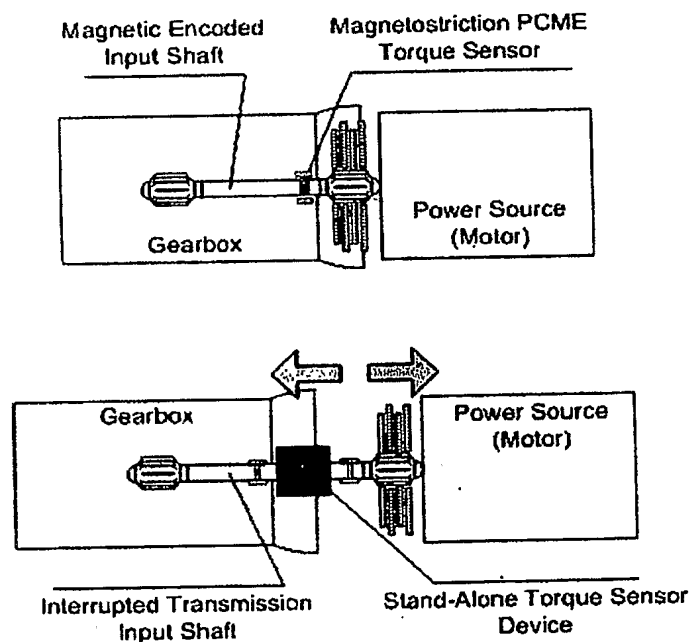 Magnetic Encoded
Input Shaft
Magnetostriction PCME
Torque Sensor
Gearbox
Power Source
(Motor)
Gearbox
Power Source
(Motor)
Interrupted Transmission
Input Shaft
Stand-Alone Torque Sensor
Device